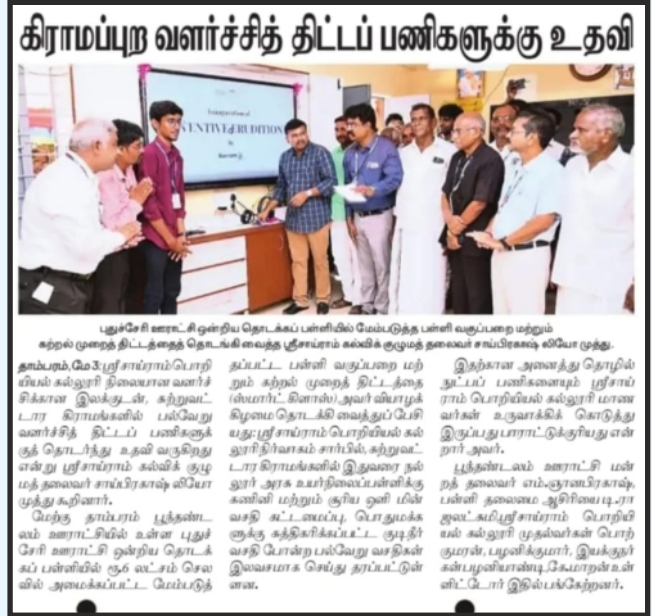 கிராமப்புற வளர்ச்சித் திட்டப் பணிகளுக்கு உதவி
Inauguration of
ENTIVE ERUDITION
by
புதுச்சேரி ஊராட்சி ஒன்றிய தொடக்கப் பள்ளியில் மேம்படுத்த பள்ளி வகுப்பறை மற்றும்
கற்றல் முறைத் திட்டத்தைத் தொடங்கி வைத்த ஸ்ரீசாய்ராம் கல்விக் குழுமத் தலைவர் சாய்பிரகாஷ் லியோ முத்து.
தாம்பரம், மே 3: ஸ்ரீசாய்ராம் பொறி
யியல் கல்லூரி நிலையான வளர்ச்
சிக்கான இலக்குடன், சுற்றுவட்
டார கிராமங்களில் பல்வேறு
வளர்ச்சித் திட்டப் பணிகளுக்
குத் தொடர்ந்து உதவி வருகிறது
என்று ஸ்ரீசாய்ராம் கல்விக் குழு
மத் தலைவர் சாய்பிரகாஷ் லியோ
முத்து கூறினார்.
மேற்கு தாம்பரம் பூந்தண்ட
லம் ஊராட்சியில் உள்ள புதுச்
சேரி ஊராட்சி ஒன்றிய தொடக்
கப் பள்ளியில் ரூ.6 லட்சம் செல
வில் அமைக்கப்பட்ட மேம்படுத்
தப்பட்ட பள்ளி வகுப்பறை மற்
றும் கற்றல் முறைத் திட்டத்தை
(ஸ்மார்ட் கிளாஸ்) அவர் வியாழக்
கிழமை தொடக்கி வைத்துப் பேசி
யது: ஸ்ரீசாய்ராம் பொறியியல் கல்
லூரி நிர்வாகம் சார்பில், சுற்றுவட்
டார கிராமங்களில் இதுவரை நல்
லூர் அரசு உயர்நிலைப்பள்ளிக்கு
கணினி மற்றும் சூரிய ஒளி மின்
வசதி கட்டமைப்பு, பொதுமக்க
ளுக்கு சுத்திகரிக்கப்பட்ட குடிநீர்
வசதி போன்ற பல்வேறு வசதிகள்
இலவசமாக செய்து தரப்பட்டுள்
ளன.
இதற்கான அனைத்து தொழில்
நுட்பப் பணிகளையும் ஸ்ரீசாய்
ராம் பொறியியல் கல்லூரி மாண
வர்கள் உருவாக்கிக் கொடுத்து
இருப்பது பாராட்டுக்குரியது என்
றார் அவர்.
பூந்தண்டலம் ஊராட்சி மன்
றத் தலைவர் எம்.ஞானபிரகாஷ்,
பள்ளி தலைமை ஆசிரியை டி.ரா
ஜலட்சுமி, ஸ்ரீசாய்ராம் பொறியி
யல் கல்லூரி முதல்வர்கள் பொற்
குமரன், பழனிக்குமார், இயக்குநர்
கள் பழனியாண்டி, கே.மாறன் உள்
ளிட்டோர் இதில் பங்கேற்றனர்.